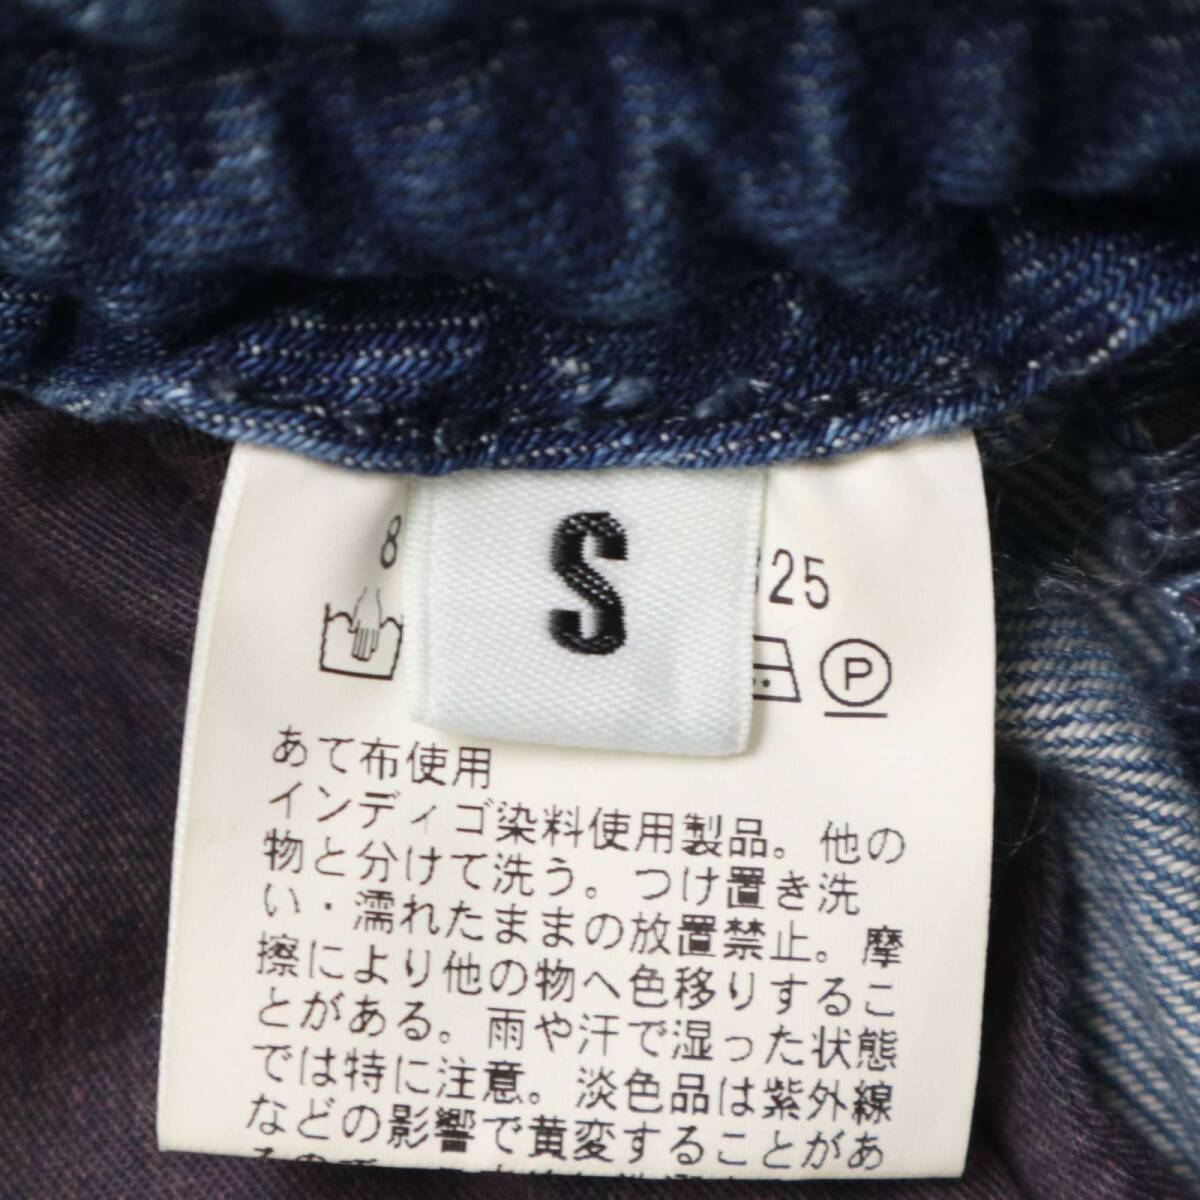 S
8
325
P
あて布使用
インディゴ染料使用製品。他の
物と分けて洗う。つけ置き洗
い・濡れたままの放置禁止。摩
擦により他の物へ色移りするこ
とがある。雨や汗で湿った状態
では特に注意。淡色品は紫外線
などの影響で黄変することがあ